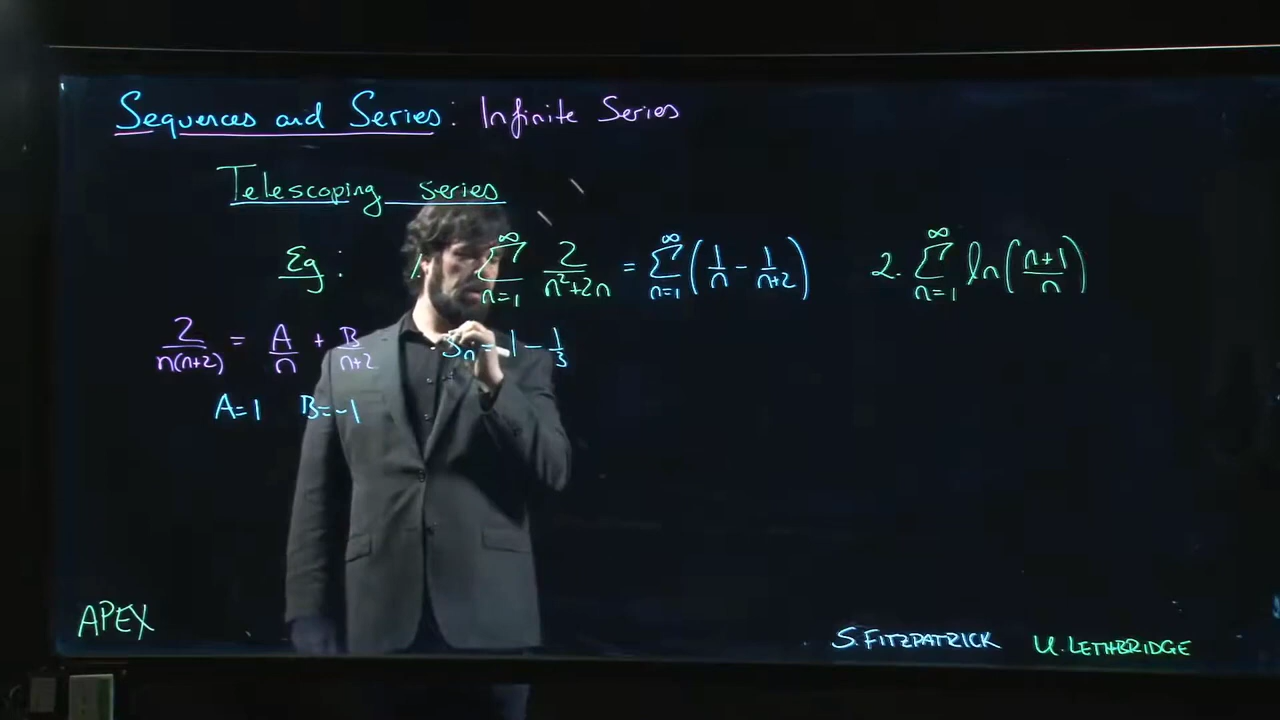 Sequences and Series: Infinite Series
Telescoping series
Eg: 1. ∑_{n=1}^{∞} 2/(n²+2n) = ∑_{n=1}^{∞} (1/n − 1/(n+2))
2. ∑_{n=1}^{∞} ln((n+1)/n)
2/(n(n+2)) = A/n + B/(n+2)
Sₙ = 1 − 1/3
A=1 B=-1
APEX
S. FITZPATRICK U. LETHBRIDGE